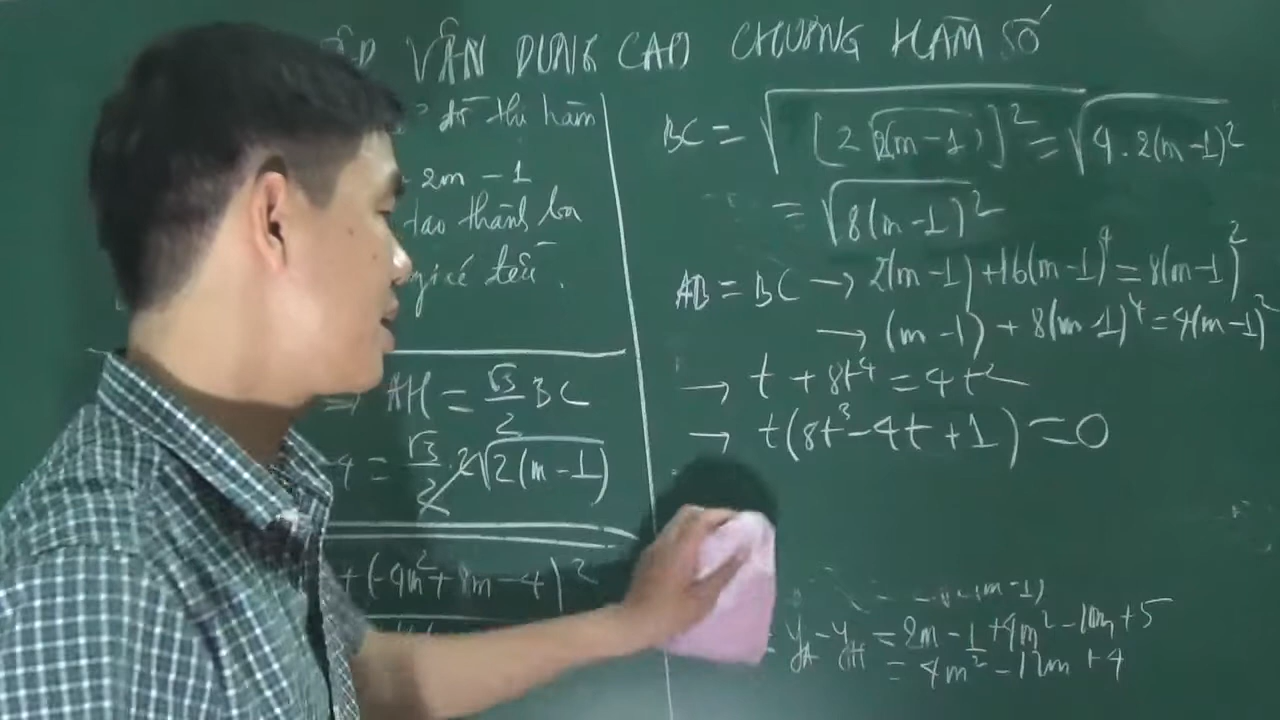 VẬN DỤNG CAO CHƯƠNG HÀM SỐ
đồ thị hàm
2m - 1
tạo thành ba
giác đều.
⇒ AH = √3/2 BC
-4 = √3/2 . 2√2(m-1)
+ (-4m² + 8m - 4)²
BC = √[2√2(m-1)]² = √4.2(m-1)²
= √8(m-1)²
AB = BC → 2(m-1) + 16(m-1)⁴ = 8(m-1)²
→ (m-1) + 8(m-1)⁴ = 4(m-1)²
→ t + 8t⁴ = 4t²
→ t(8t³ - 4t + 1) = 0
(m-1)
= y_A - y_H = 2m - 1 + 4m² - 10m + 5
= 4m² - 12m + 4